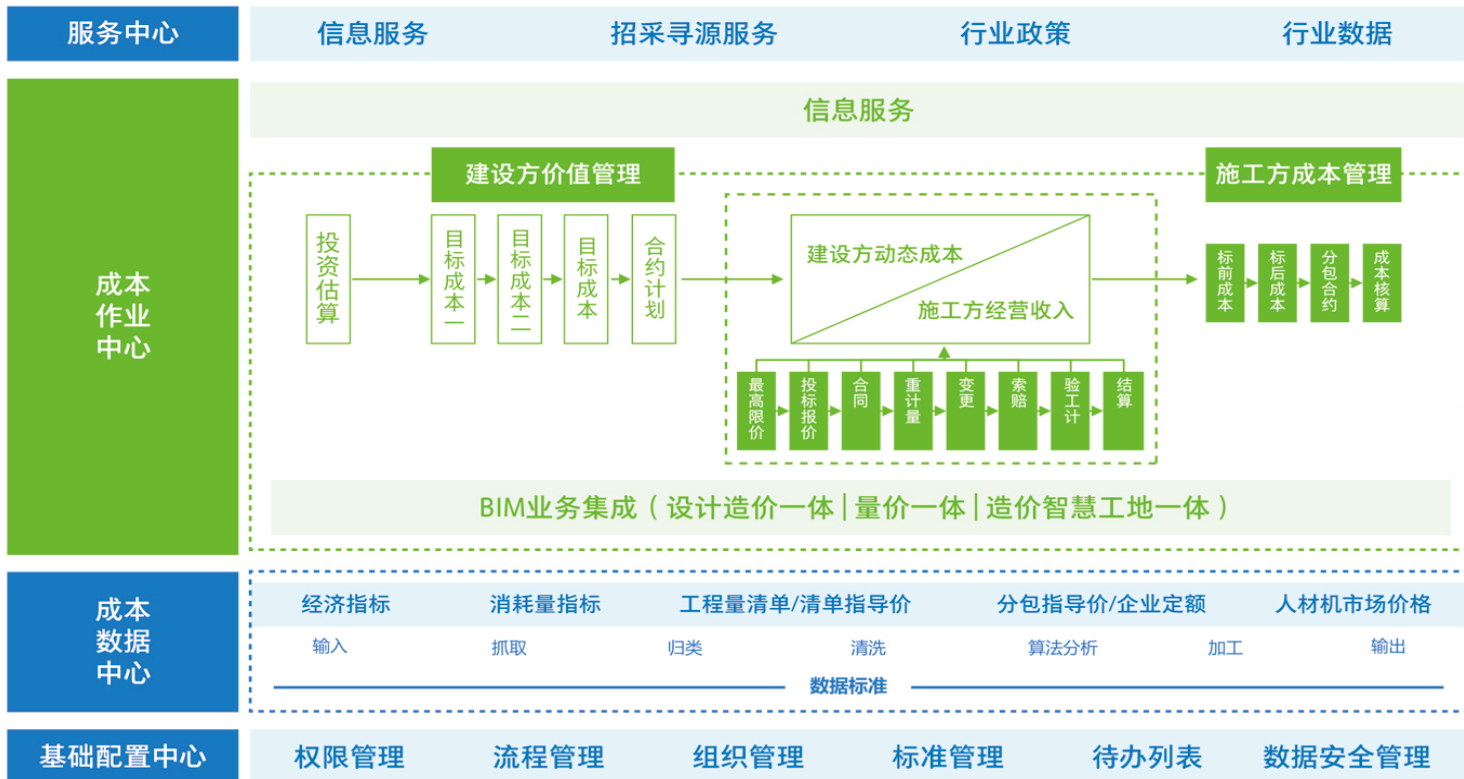 服务中心
信息服务
招采寻源服务
行业政策
行业数据
成本
作业
中心
信息服务
建设方价值管理
施工方成本管理
投资估算
目标成本一
目标成本二
目标成本
合约计划
建设方动态成本
施工方经营收入
标前成本
标后成本
分包合约
成本核算
最高限价
投标报价
合同
重计量
变更
索赔
验工计
结算
BIM业务集成（设计造价一体|量价一体|造价智慧工地一体）
成本
数据
中心
经济指标
消耗量指标
工程量清单/清单指导价
分包指导价/企业定额
人材机市场价格
输入
抓取
归类
清洗
算法分析
加工
输出
数据标准
基础配置中心
权限管理
流程管理
组织管理
标准管理
待办列表
数据安全管理